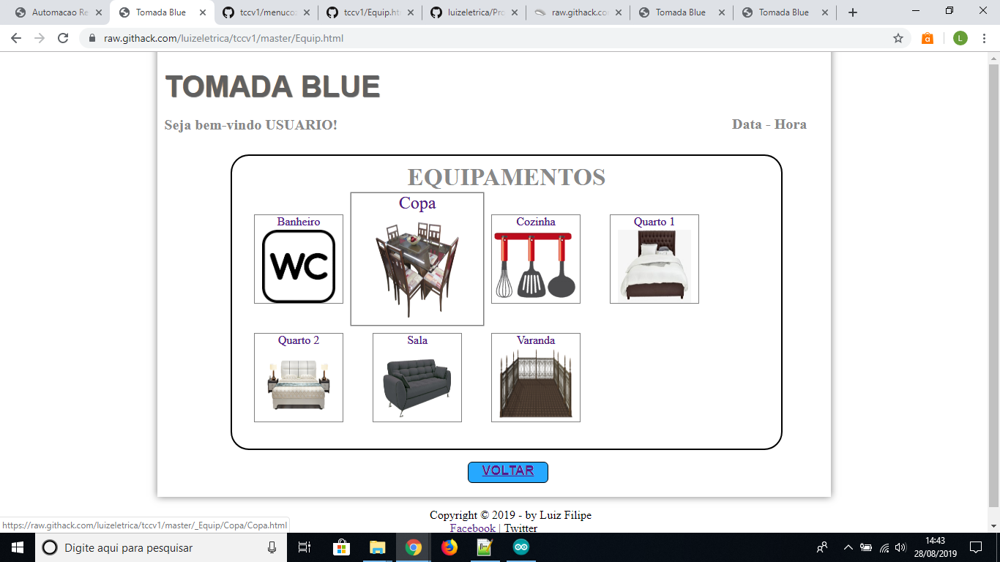 Automacao Re
Tomada Blue
tccv1/menucoz
tccv1/Equip.ht
luizeletrica/Pro
raw.githack.co
Tomada Blue
Tomada Blue
raw.githack.com/luizeletrica/tccv1/master/Equip.html
a
L
TOMADA BLUE
Seja bem-vindo USUARIO!
Data - Hora
EQUIPAMENTOS
Banheiro
Copa
Cozinha
Quarto 1
WC
Quarto 2
Sala
Varanda
VOLTAR
Copyright © 2019 - by Luiz Filipe
Facebook | Twitter
https://raw.githack.com/luizeletrica/tccv1/master/_Equip/Copa/Copa.html
Digite aqui para pesquisar
14:43
28/08/2019